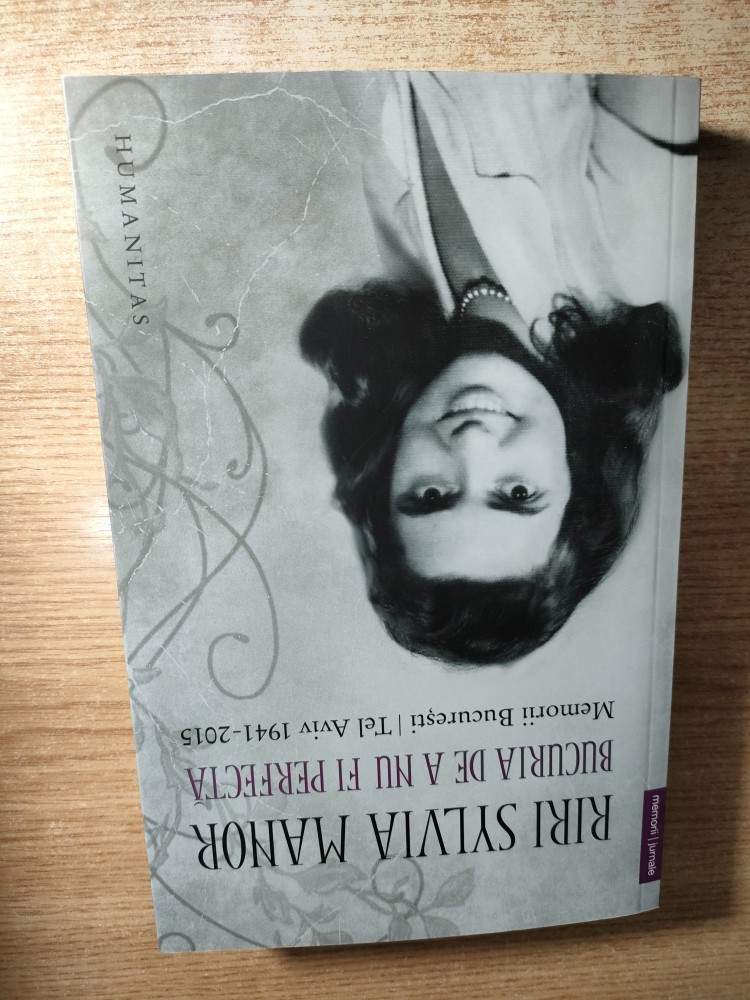 RIRI SYLVIA MANOR
BUCURIA DE A NU FI PERFECTĂ
Memorii București | Tel Aviv 1941-2015
memorii | jurnale
HUMANITAS